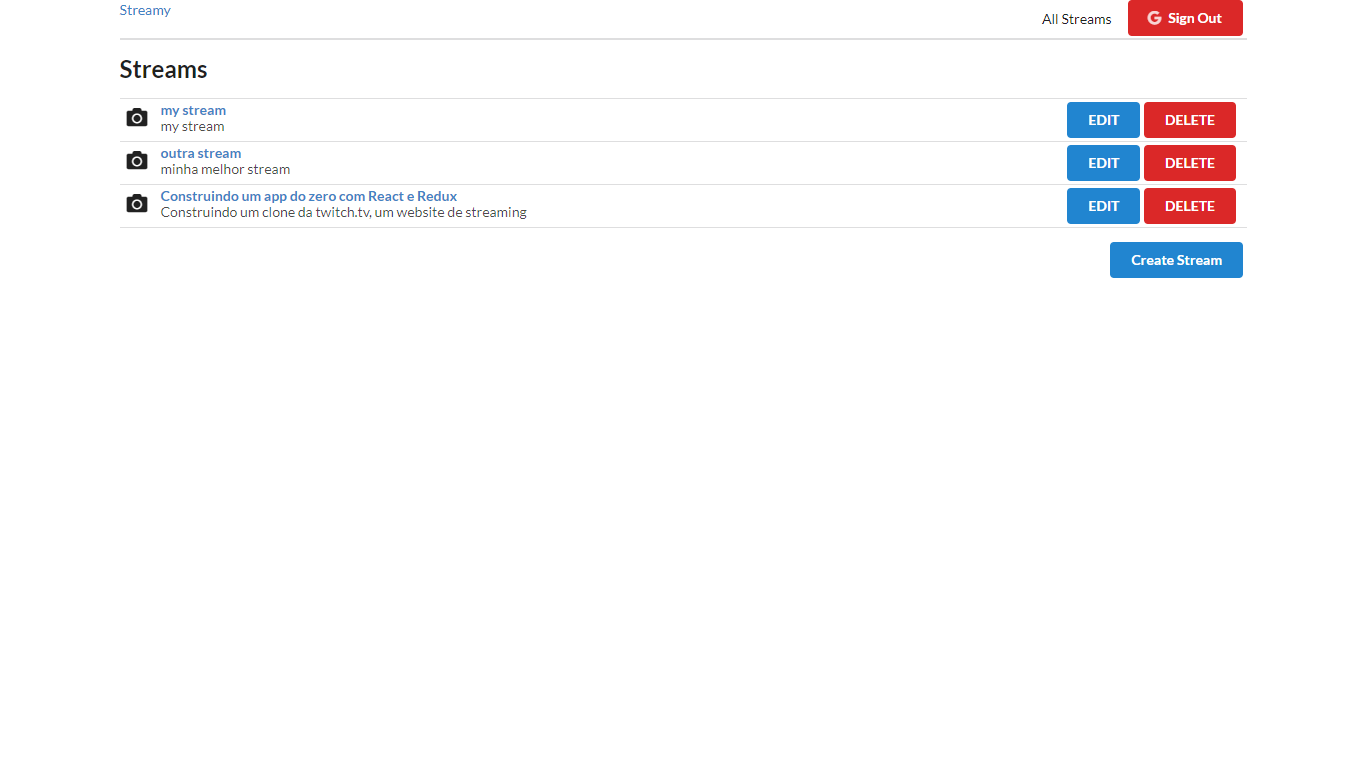 Streamy
All Streams
Sign Out
Streams
my stream
my stream
EDIT
DELETE
outra stream
minha melhor stream
EDIT
DELETE
Construindo um app do zero com React e Redux
Construindo um clone da twitch.tv, um website de streaming
EDIT
DELETE
Create Stream